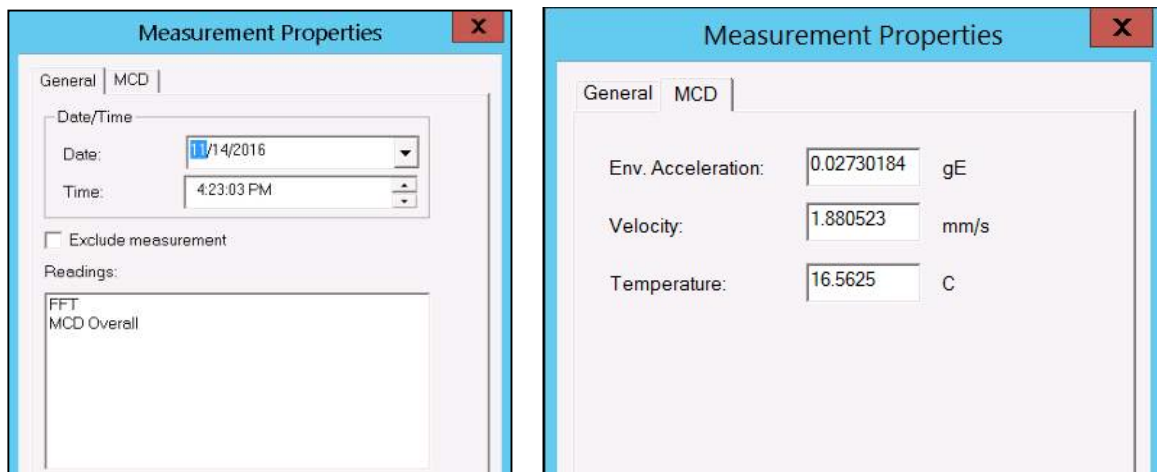 Measurement Properties
X
General MCD
Date/Time
Date: 11/14/2016
Time: 4:23:03 PM
Exclude measurement
Readings:
FFT
MCD Overall
Measurement Properties
X
General MCD
Env. Acceleration: 0.02730184 gE
Velocity: 1.880523 mm/s
Temperature: 16.5625 C